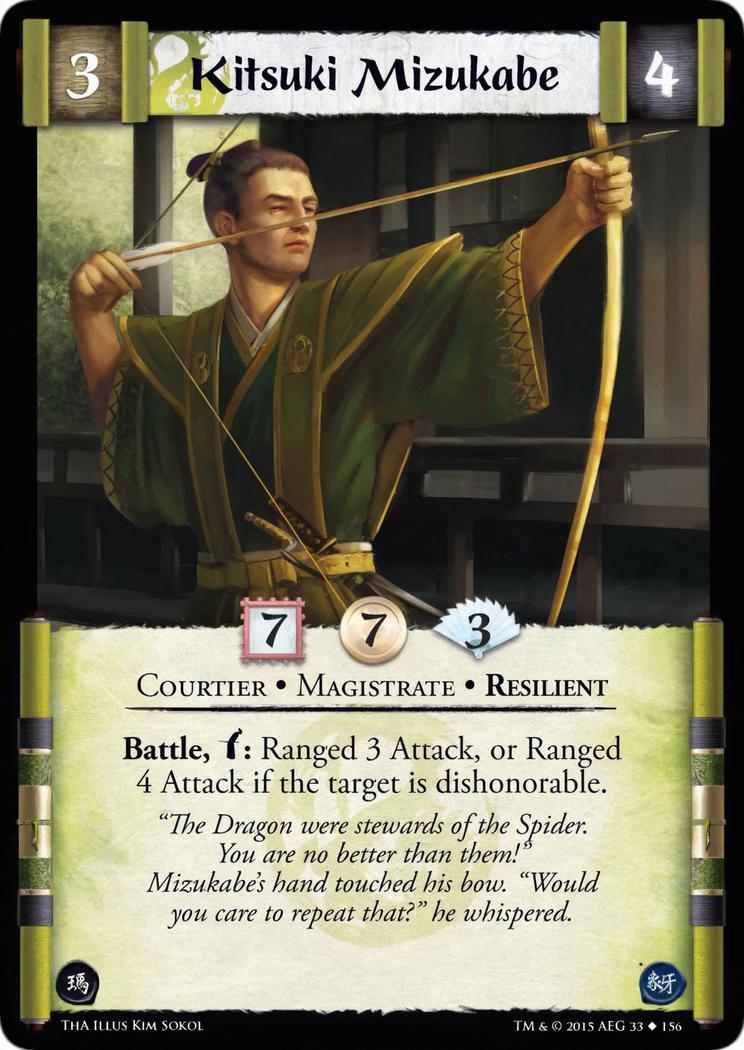 3
Kitsuki Mizukabe
4
7
7
3
Courtier • Magistrate • Resilient
Battle, : Ranged 3 Attack, or Ranged
4 Attack if the target is dishonorable.
“The Dragon were stewards of the Spider.
You are no better than them!”
Mizukabe’s hand touched his bow. “Would
you care to repeat that?” he whispered.
瑪
象牙
ThA Illus Kim Sokol
TM & © 2015 AEG 33 ◆ 156